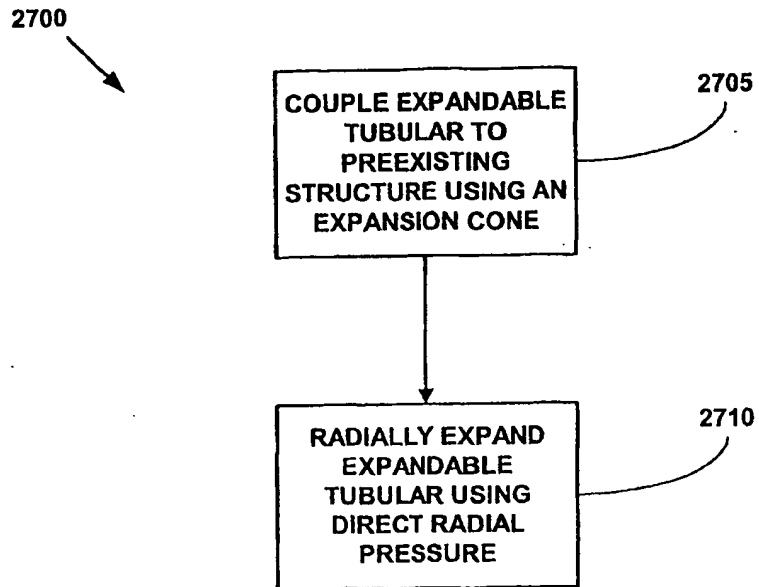 2700
2705
COUPLE EXPANDABLE
TUBULAR TO
PREEXISTING
STRUCTURE USING AN
EXPANSION CONE
2710
RADIALLY EXPAND
EXPANDABLE
TUBULAR USING
DIRECT RADIAL
PRESSURE